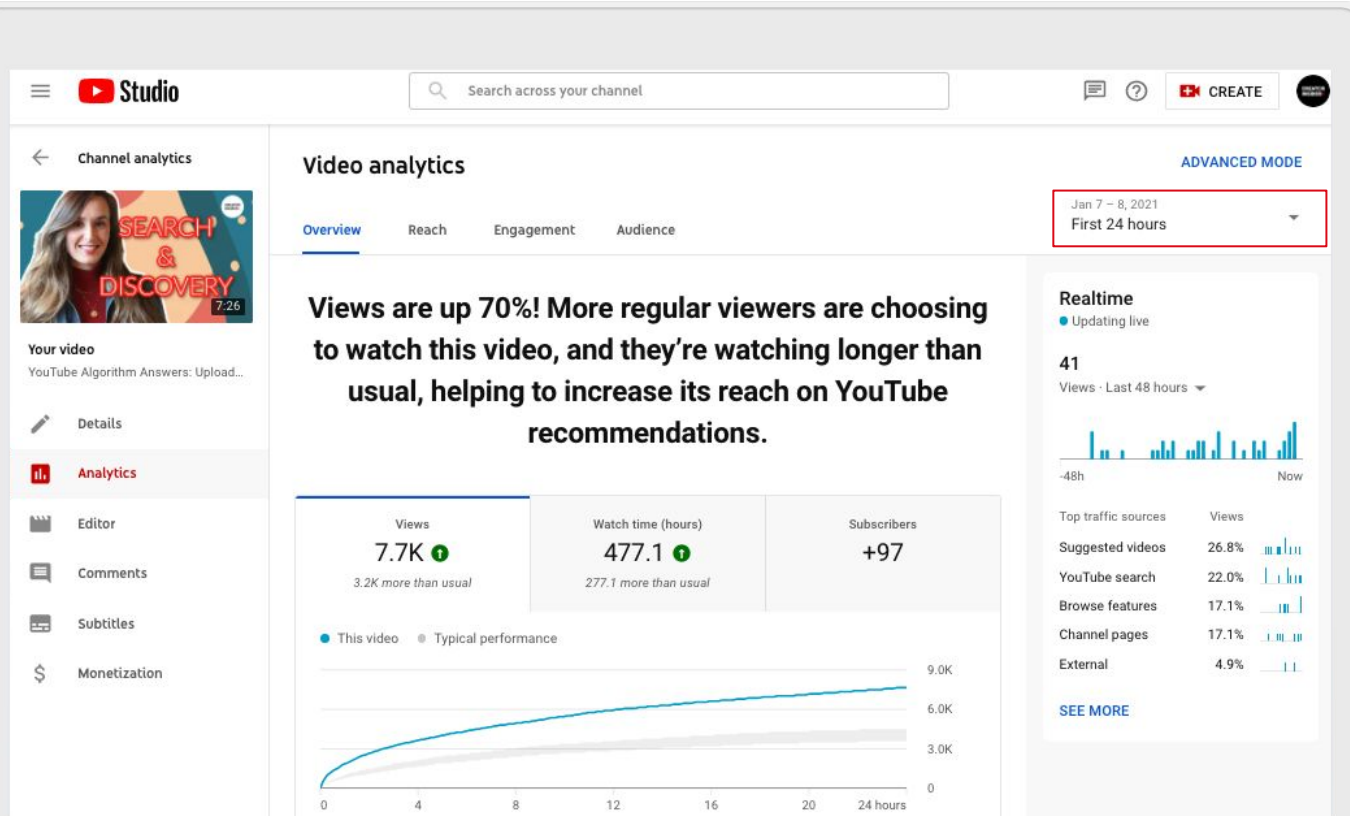 Studio
Search across your channel
CREATE
Channel analytics
Video analytics
ADVANCED MODE
SEARCH
&
DISCOVERY
7:26
Jan 7 – 8, 2021
First 24 hours
Overview
Reach
Engagement
Audience
Your video
YouTube Algorithm Answers: Upload...
Details
Analytics
Editor
Comments
Subtitles
Monetization
Views are up 70%! More regular viewers are choosing
to watch this video, and they're watching longer than
usual, helping to increase its reach on YouTube
recommendations.
Views
7.7K
3.2K more than usual
Watch time (hours)
477.1
277.1 more than usual
Subscribers
+97
This video
Typical performance
9.0K
6.0K
3.0K
0
0 4 8 12 16 20 24 hours
Realtime
Updating live
41
Views · Last 48 hours
-48h Now
Top traffic sources Views
Suggested videos 26.8%
YouTube search 22.0%
Browse features 17.1%
Channel pages 17.1%
External 4.9%
SEE MORE